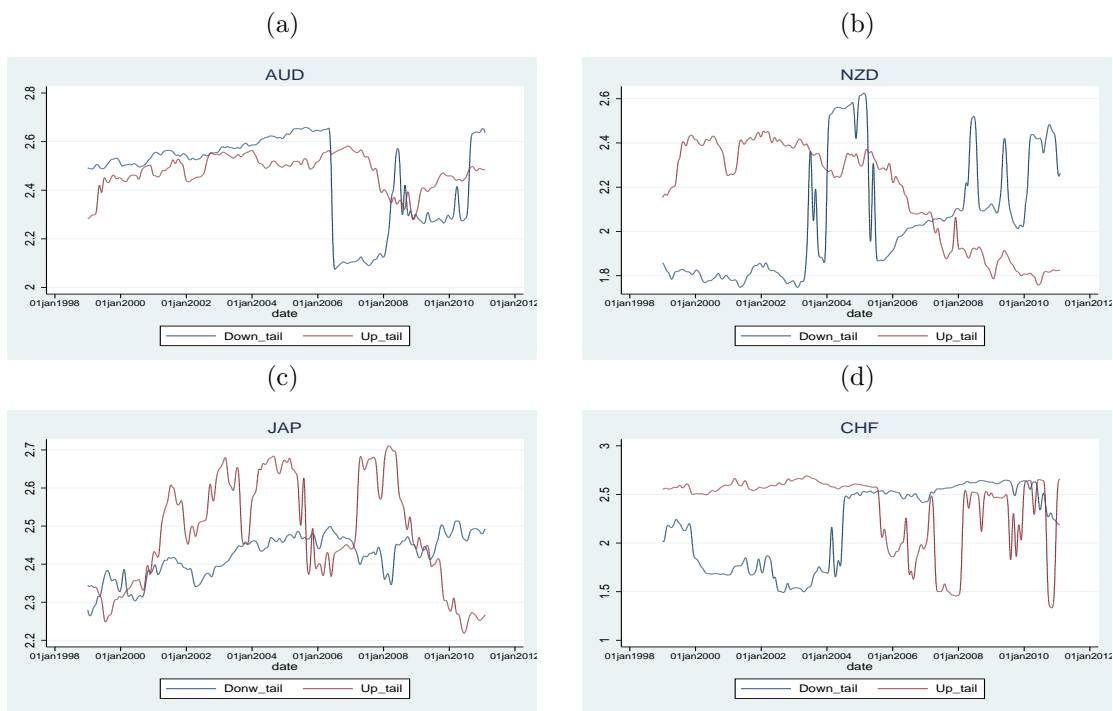 (a)
(b)
AUD
2.8
2.6
2.4
2.2
2
01jan1998 01jan2000 01jan2002 01jan2004 01jan2006 01jan2008 01jan2010 01jan2012
date
Down_tail Up_tail
NZD
2.6
2.4
2.2
2
1.8
01jan1998 01jan2000 01jan2002 01jan2004 01jan2006 01jan2008 01jan2010 01jan2012
date
Down_tail Up_tail
(c)
(d)
JAP
2.7
2.6
2.5
2.4
2.3
2.2
01jan1998 01jan2000 01jan2002 01jan2004 01jan2006 01jan2008 01jan2010 01jan2012
date
Donw_tail Up_tail
CHF
3
2.5
2
1.5
1
01jan1998 01jan2000 01jan2002 01jan2004 01jan2006 01jan2008 01jan2010 01jan2012
date
Down_tail Up_tail